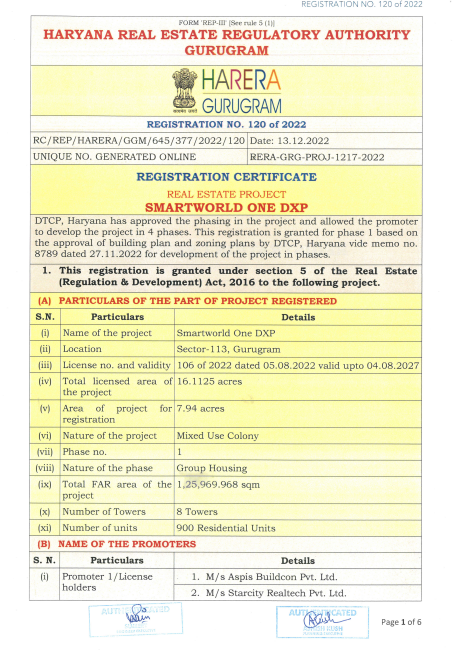 REGISTRATION NO. 120 of 2022
FORM 'REP-III' [See rule 5 (1)]
HARYANA REAL ESTATE REGULATORY AUTHORITY
GURUGRAM
HARERA
GURUGRAM
REGISTRATION NO. 120 of 2022
RC/REP/HARERA/GGM/645/377/2022/120 Date: 13.12.2022
UNIQUE NO. GENERATED ONLINE RERA-GRG-PROJ-1217-2022
REGISTRATION CERTIFICATE
REAL ESTATE PROJECT
SMARTWORLD ONE DXP
DTCP, Haryana has approved the phasing in the project and allowed the promoter
to develop the project in 4 phases. This registration is granted for phase 1 based on
the approval of building plan and zoning plans by DTCP, Haryana vide memo no.
8789 dated 27.11.2022 for development of the project in phases.
1. This registration is granted under section 5 of the Real Estate
(Regulation & Development) Act, 2016 to the following project.
(A) PARTICULARS OF THE PART OF PROJECT REGISTERED
S.N. Particulars Details
(i) Name of the project Smartworld One DXP
(ii) Location Sector-113, Gurugram
(iii) License no. and validity 106 of 2022 dated 05.08.2022 valid upto 04.08.2027
(iv) Total licensed area of 16.1125 acres
the project
(v) Area of project for 7.94 acres
registration
(vi) Nature of the project Mixed Use Colony
(vii) Phase no. 1
(viii) Nature of the phase Group Housing
(ix) Total FAR area of the 1,25,969.968 sqm
project
(x) Number of Towers 8 Towers
(xi) Number of units 900 Residential Units
(B) NAME OF THE PROMOTERS
S. N. Particulars Details
(i) Promoter 1/License 1. M/s Aspis Buildcon Pvt. Ltd.
holders 2. M/s Starcity Realtech Pvt. Ltd.
AUTHENTICATED
Page 1 of 6